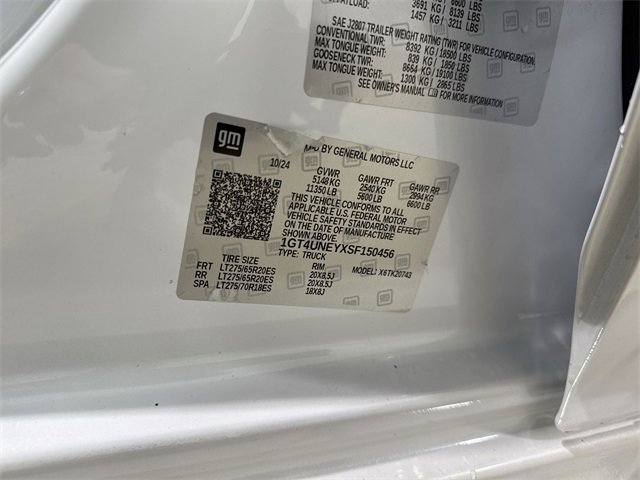 PAYLOAD: 3691 KG / 8139 LBS
1457 KG / 3211 LBS
SAE J2807 TRAILER WEIGHT RATING (TWR) FOR VEHICLE CONFIGURATION.
CONVENTIONAL TWR: 8392 KG / 18500 LBS
MAX TONGUE WEIGHT: 839 KG / 1850 LBS
GOOSENECK TWR: 8664 KG / 19100 LBS
MAX TONGUE WEIGHT: 1300 KG / 2865 LBS
SEE OWNER'S MANUAL FOR MORE INFORMATION
gm
MFD BY GENERAL MOTORS LLC
10/24
GVWR GAWR FRT GAWR RR
5148 KG 2540 KG 2994 KG
11350 LB 5600 LB 6600 LB
THIS VEHICLE CONFORMS TO ALL
APPLICABLE U.S. FEDERAL MOTOR
VEHICLE SAFETY STANDARDS IN EFFECT
ON THE DATE OF MANUFACTURE SHOWN ABOVE.
1GT4UNEYXSF150456
TYPE: TRUCK MODEL: X6TK20743
TIRE SIZE RIM
FRT LT275/65R20ES 20X8.5J
RR LT275/65R20ES 20X8.5J
SPA LT275/70R18ES 18X8J